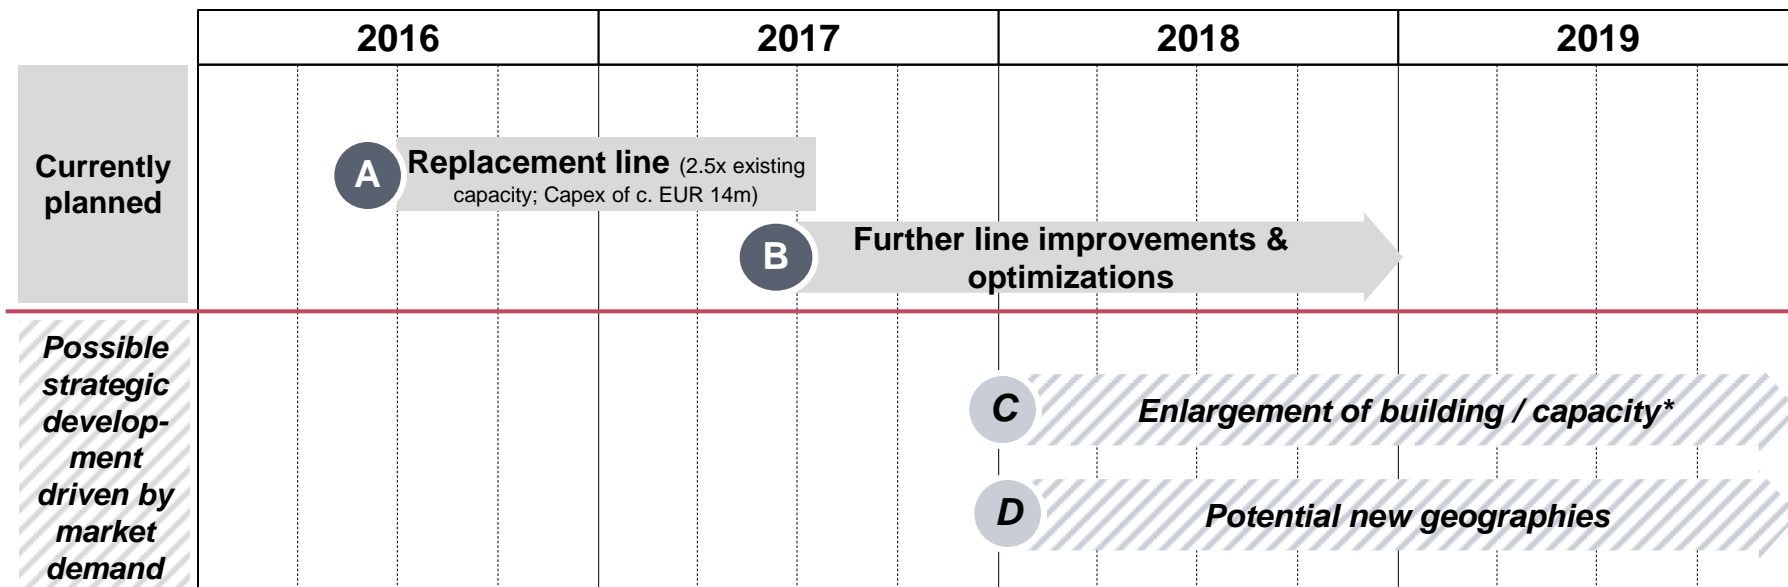 2016 2017 2018 2019
Currently
planned
A
Replacement line (2.5x existing
capacity; Capex of c. EUR 14m)
B
Further line improvements &
optimizations
Possible
strategic
develop-
ment
driven by
market
demand
C
Enlargement of building / capacity*
D
Potential new geographies